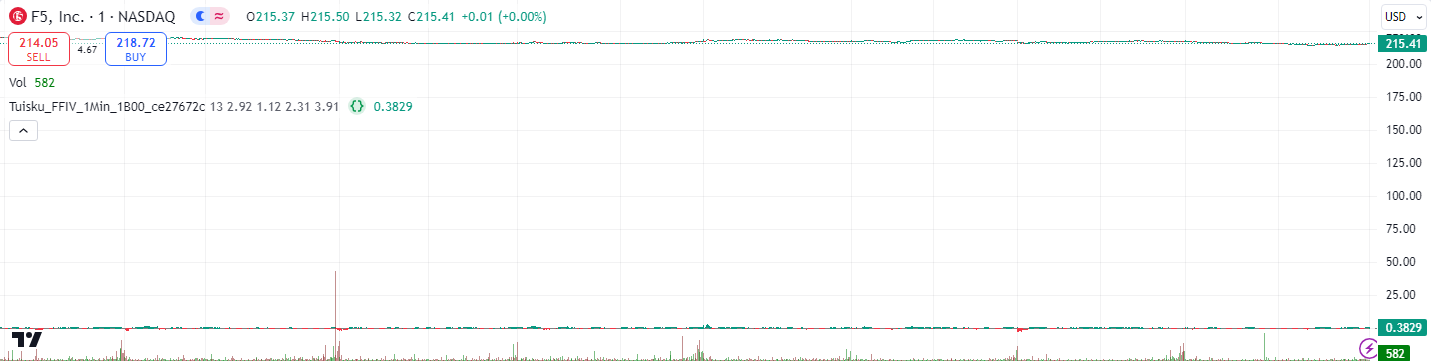 F5, Inc. · 1 · NASDAQ O215.37 H215.50 L215.32 C215.41 +0.01 (+0.00%) USD
214.05 SELL 4.67 218.72 BUY
215.41
Vol 582
200.00
Tuisku_FFIV_1Min_1B00_ce27672c 13 2.92 1.12 2.31 3.91 {} 0.3829
175.00
150.00
125.00
100.00
75.00
50.00
25.00
0.3829
582